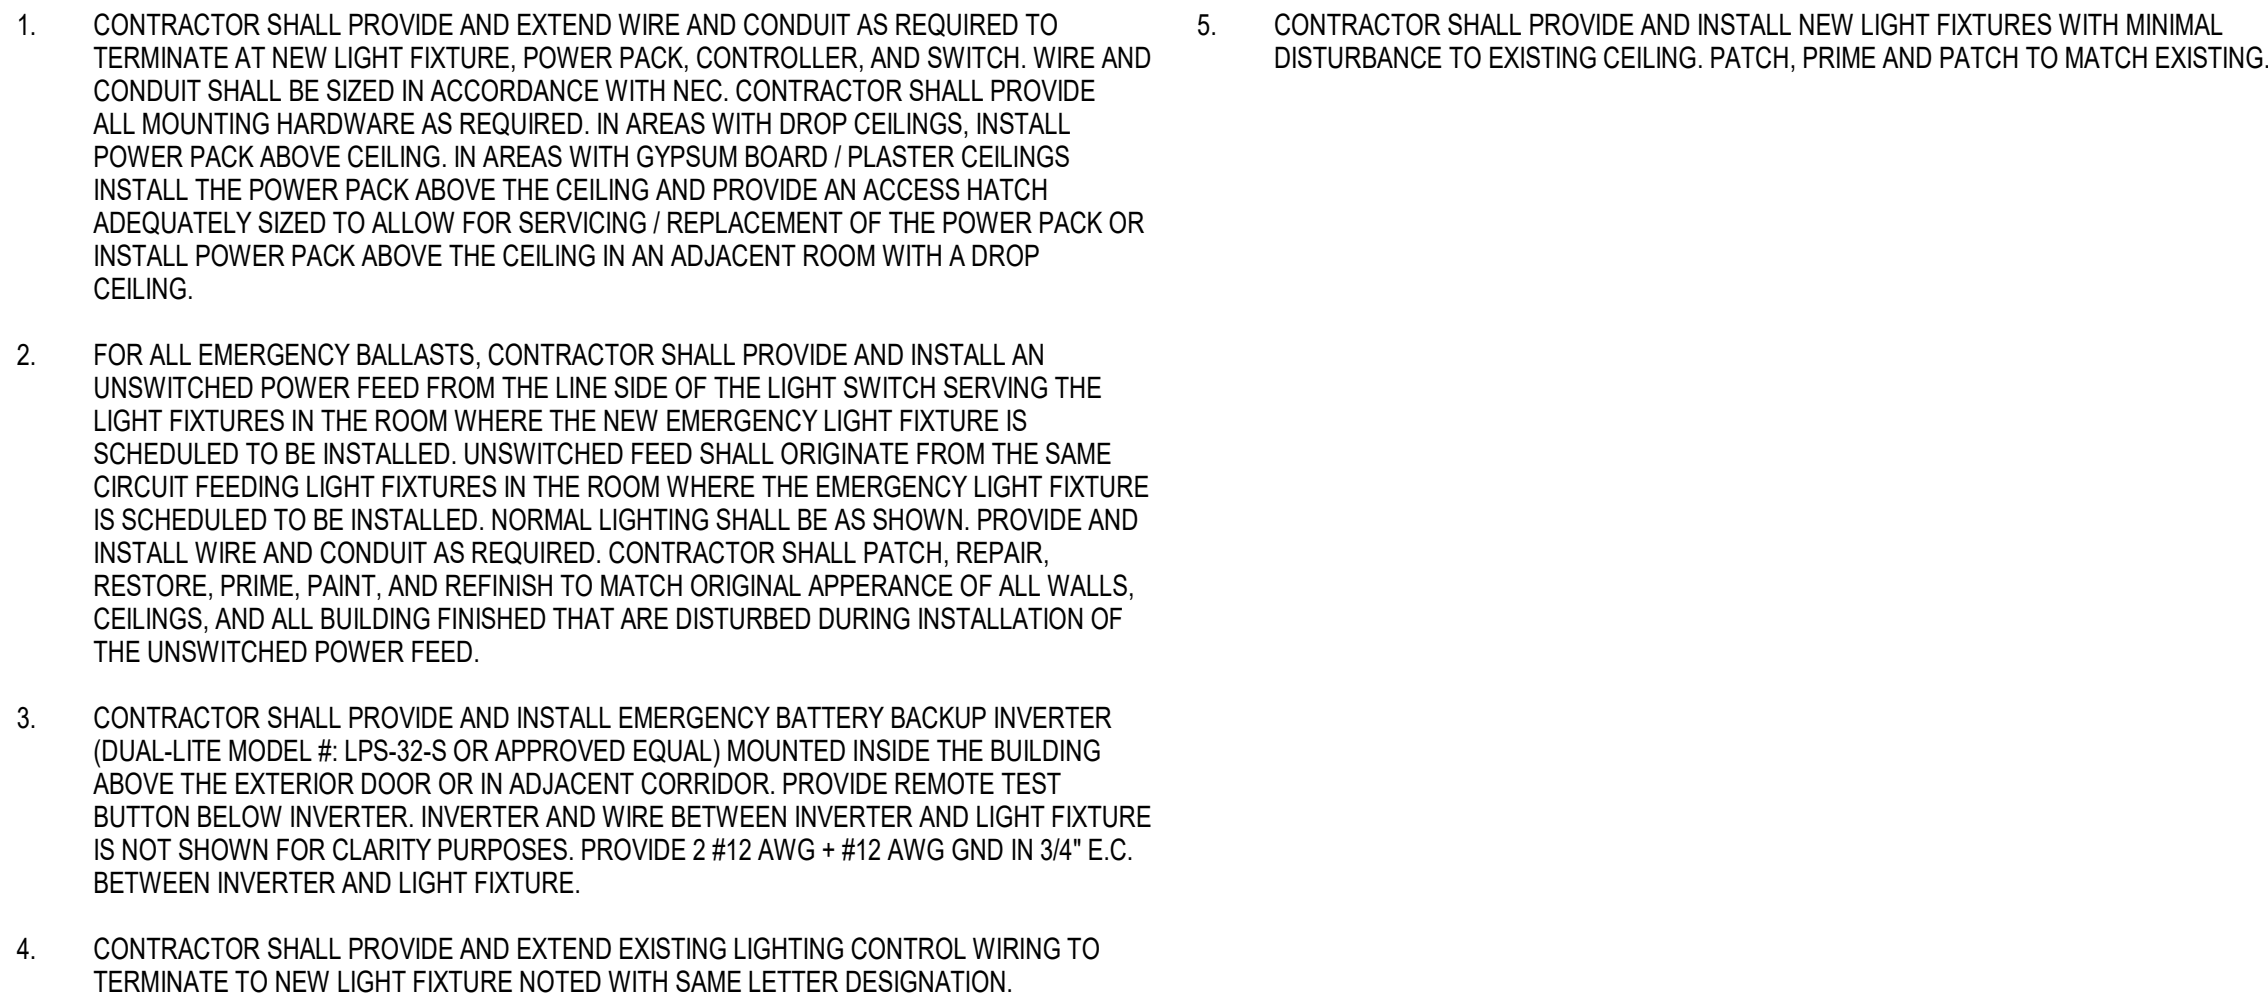 1. CONTRACTOR SHALL PROVIDE AND EXTEND WIRE AND CONDUIT AS REQUIRED TO
TERMINATE AT NEW LIGHT FIXTURE, POWER PACK, CONTROLLER, AND SWITCH. WIRE AND
CONDUIT SHALL BE SIZED IN ACCORDANCE WITH NEC. CONTRACTOR SHALL PROVIDE
ALL MOUNTING HARDWARE AS REQUIRED. IN AREAS WITH DROP CEILINGS, INSTALL
POWER PACK ABOVE CEILING. IN AREAS WITH GYPSUM BOARD / PLASTER CEILINGS
INSTALL THE POWER PACK ABOVE THE CEILING AND PROVIDE AN ACCESS HATCH
ADEQUATELY SIZED TO ALLOW FOR SERVICING / REPLACEMENT OF THE POWER PACK OR
INSTALL POWER PACK ABOVE THE CEILING IN AN ADJACENT ROOM WITH A DROP
CEILING.
2. FOR ALL EMERGENCY BALLASTS, CONTRACTOR SHALL PROVIDE AND INSTALL AN
UNSWITCHED POWER FEED FROM THE LINE SIDE OF THE LIGHT SWITCH SERVING THE
LIGHT FIXTURES IN THE ROOM WHERE THE NEW EMERGENCY LIGHT FIXTURE IS
SCHEDULED TO BE INSTALLED. UNSWITCHED FEED SHALL ORIGINATE FROM THE SAME
CIRCUIT FEEDING LIGHT FIXTURES IN THE ROOM WHERE THE EMERGENCY LIGHT FIXTURE
IS SCHEDULED TO BE INSTALLED. NORMAL LIGHTING SHALL BE AS SHOWN. PROVIDE AND
INSTALL WIRE AND CONDUIT AS REQUIRED. CONTRACTOR SHALL PATCH, REPAIR,
RESTORE, PRIME, PAINT, AND REFINISH TO MATCH ORIGINAL APPERANCE OF ALL WALLS,
CEILINGS, AND ALL BUILDING FINISHED THAT ARE DISTURBED DURING INSTALLATION OF
THE UNSWITCHED POWER FEED.
3. CONTRACTOR SHALL PROVIDE AND INSTALL EMERGENCY BATTERY BACKUP INVERTER
(DUAL-LITE MODEL #: LPS-32-S OR APPROVED EQUAL) MOUNTED INSIDE THE BUILDING
ABOVE THE EXTERIOR DOOR OR IN ADJACENT CORRIDOR. PROVIDE REMOTE TEST
BUTTON BELOW INVERTER. INVERTER AND WIRE BETWEEN INVERTER AND LIGHT FIXTURE
IS NOT SHOWN FOR CLARITY PURPOSES. PROVIDE 2 #12 AWG + #12 AWG GND IN 3/4" E.C.
BETWEEN INVERTER AND LIGHT FIXTURE.
4. CONTRACTOR SHALL PROVIDE AND EXTEND EXISTING LIGHTING CONTROL WIRING TO
TERMINATE TO NEW LIGHT FIXTURE NOTED WITH SAME LETTER DESIGNATION.
5. CONTRACTOR SHALL PROVIDE AND INSTALL NEW LIGHT FIXTURES WITH MINIMAL
DISTURBANCE TO EXISTING CEILING. PATCH, PRIME AND PATCH TO MATCH EXISTING.